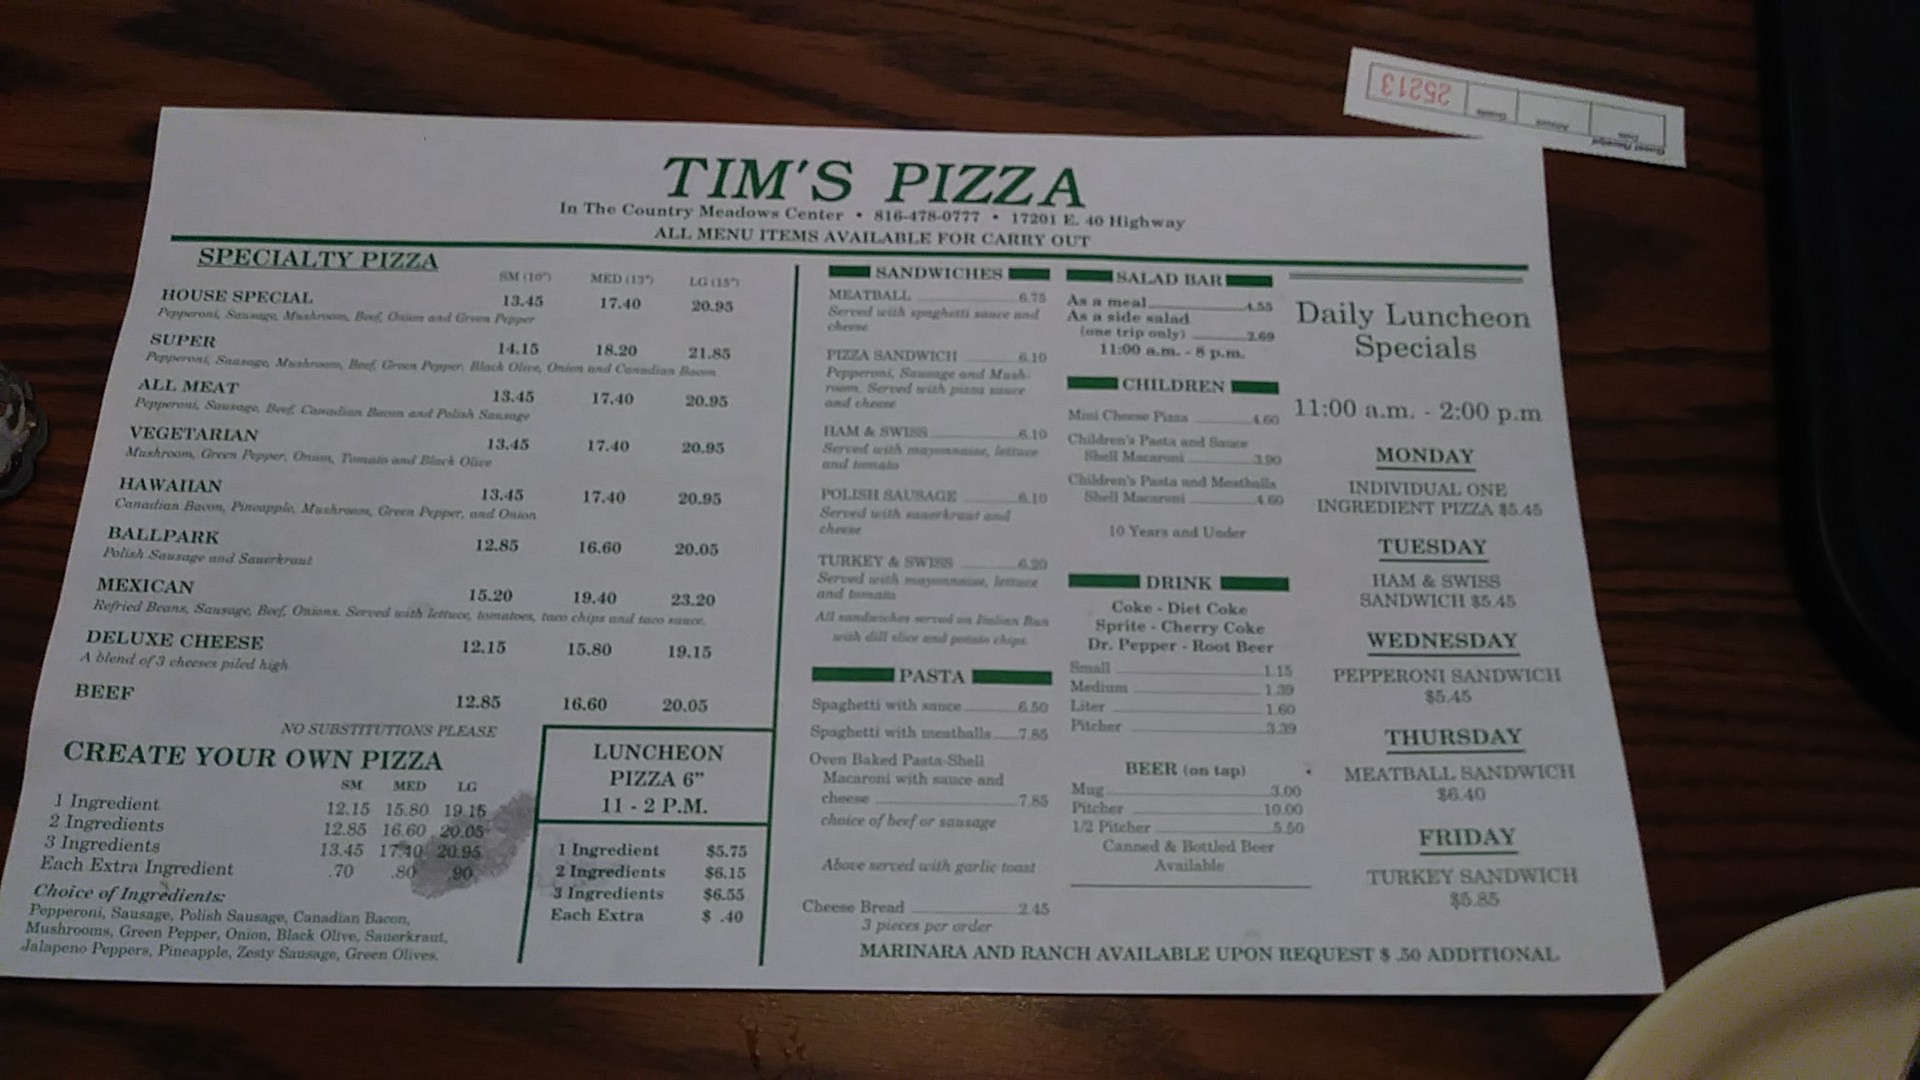 TIM'S PIZZA
In The Country Meadows Center • 816-478-0777 • 17201 E. 40 Highway
ALL MENU ITEMS AVAILABLE FOR CARRY OUT
SPECIALTY PIZZA
SM (10") MED (13") LG (15")
HOUSE SPECIAL 13.45 17.40 20.95
Pepperoni, Sausage, Mushroom, Beef, Onion and Green Pepper
SUPER 14.15 18.20 21.85
Pepperoni, Sausage, Mushroom, Beef, Green Pepper, Black Olive, Onion and Canadian Bacon
ALL MEAT 13.45 17.40 20.95
Pepperoni, Sausage, Beef, Canadian Bacon and Polish Sausage
VEGETARIAN 13.45 17.40 20.95
Mushroom, Green Pepper, Onion, Tomato and Black Olive
HAWAIIAN 13.45 17.40 20.95
Canadian Bacon, Pineapple, Mushroom, Green Pepper, and Onion
BALLPARK 12.85 16.60 20.05
Polish Sausage and Sauerkraut
MEXICAN 15.20 19.40 23.20
Refried Beans, Sausage, Beef, Onions. Served with lettuce, tomatoes, taco chips and taco sauce.
DELUXE CHEESE 12.15 15.80 19.15
A blend of 3 cheeses piled high
BEEF 12.85 16.60 20.05
NO SUBSTITUTIONS PLEASE
CREATE YOUR OWN PIZZA
SM MED LG
1 Ingredient 12.15 15.80 19.15
2 Ingredients 12.85 16.60 20.05
3 Ingredients 13.45 17.40 20.95
Each Extra Ingredient .70 .80 .90
Choice of Ingredients:
Pepperoni, Sausage, Polish Sausage, Canadian Bacon,
Mushrooms, Green Pepper, Onion, Black Olive, Sauerkraut,
Jalapeno Peppers, Pineapple, Zesty Sausage, Green Olives.
LUNCHEON
PIZZA 6"
11 - 2 P.M.
1 Ingredient $5.75
2 Ingredients $6.15
3 Ingredients $6.55
Each Extra $ .40
SANDWICHES
MEATBALL 6.75
Served with spaghetti sauce and
cheese
PIZZA SANDWICH 6.10
Pepperoni, Sausage and Mush-
room. Served with pizza sauce
and cheese
HAM & SWISS 6.10
Served with mayonnaise, lettuce
and tomato
POLISH SAUSAGE 6.10
Served with sauerkraut and
cheese
TURKEY & SWISS 6.20
Served with mayonnaise, lettuce
and tomato
All sandwiches served on Italian Bun
with dill slice and potato chips.
PASTA
Spaghetti with sauce 6.50
Spaghetti with meatballs 7.85
Oven Baked Pasta-Shell
Macaroni with sauce and
cheese 7.85
choice of beef or sausage
Above served with garlic toast
Cheese Bread 2.45
3 pieces per order
SALAD BAR
As a meal 4.55
As a side salad
(one trip only) 2.69
11:00 a.m. - 8 p.m.
CHILDREN
Mini Cheese Pizza 4.60
Children's Pasta and Sauce
Shell Macaroni 3.90
Children's Pasta and Meatballs
Shell Macaroni 4.60
10 Years and Under
DRINK
Coke - Diet Coke
Sprite - Cherry Coke
Dr. Pepper - Root Beer
Small 1.15
Medium 1.39
Liter 1.60
Pitcher 3.39
BEER (on tap)
Mug 3.00
Pitcher 10.00
1/2 Pitcher 5.50
Canned & Bottled Beer
Available
Daily Luncheon
Specials
11:00 a.m. - 2:00 p.m
MONDAY
INDIVIDUAL ONE
INGREDIENT PIZZA $5.45
TUESDAY
HAM & SWISS
SANDWICH $5.45
WEDNESDAY
PEPPERONI SANDWICH
$5.45
THURSDAY
MEATBALL SANDWICH
$6.40
FRIDAY
TURKEY SANDWICH
$5.85
MARINARA AND RANCH AVAILABLE UPON REQUEST $ .50 ADDITIONAL
Guest Receipt
Date Amount Guests 25213